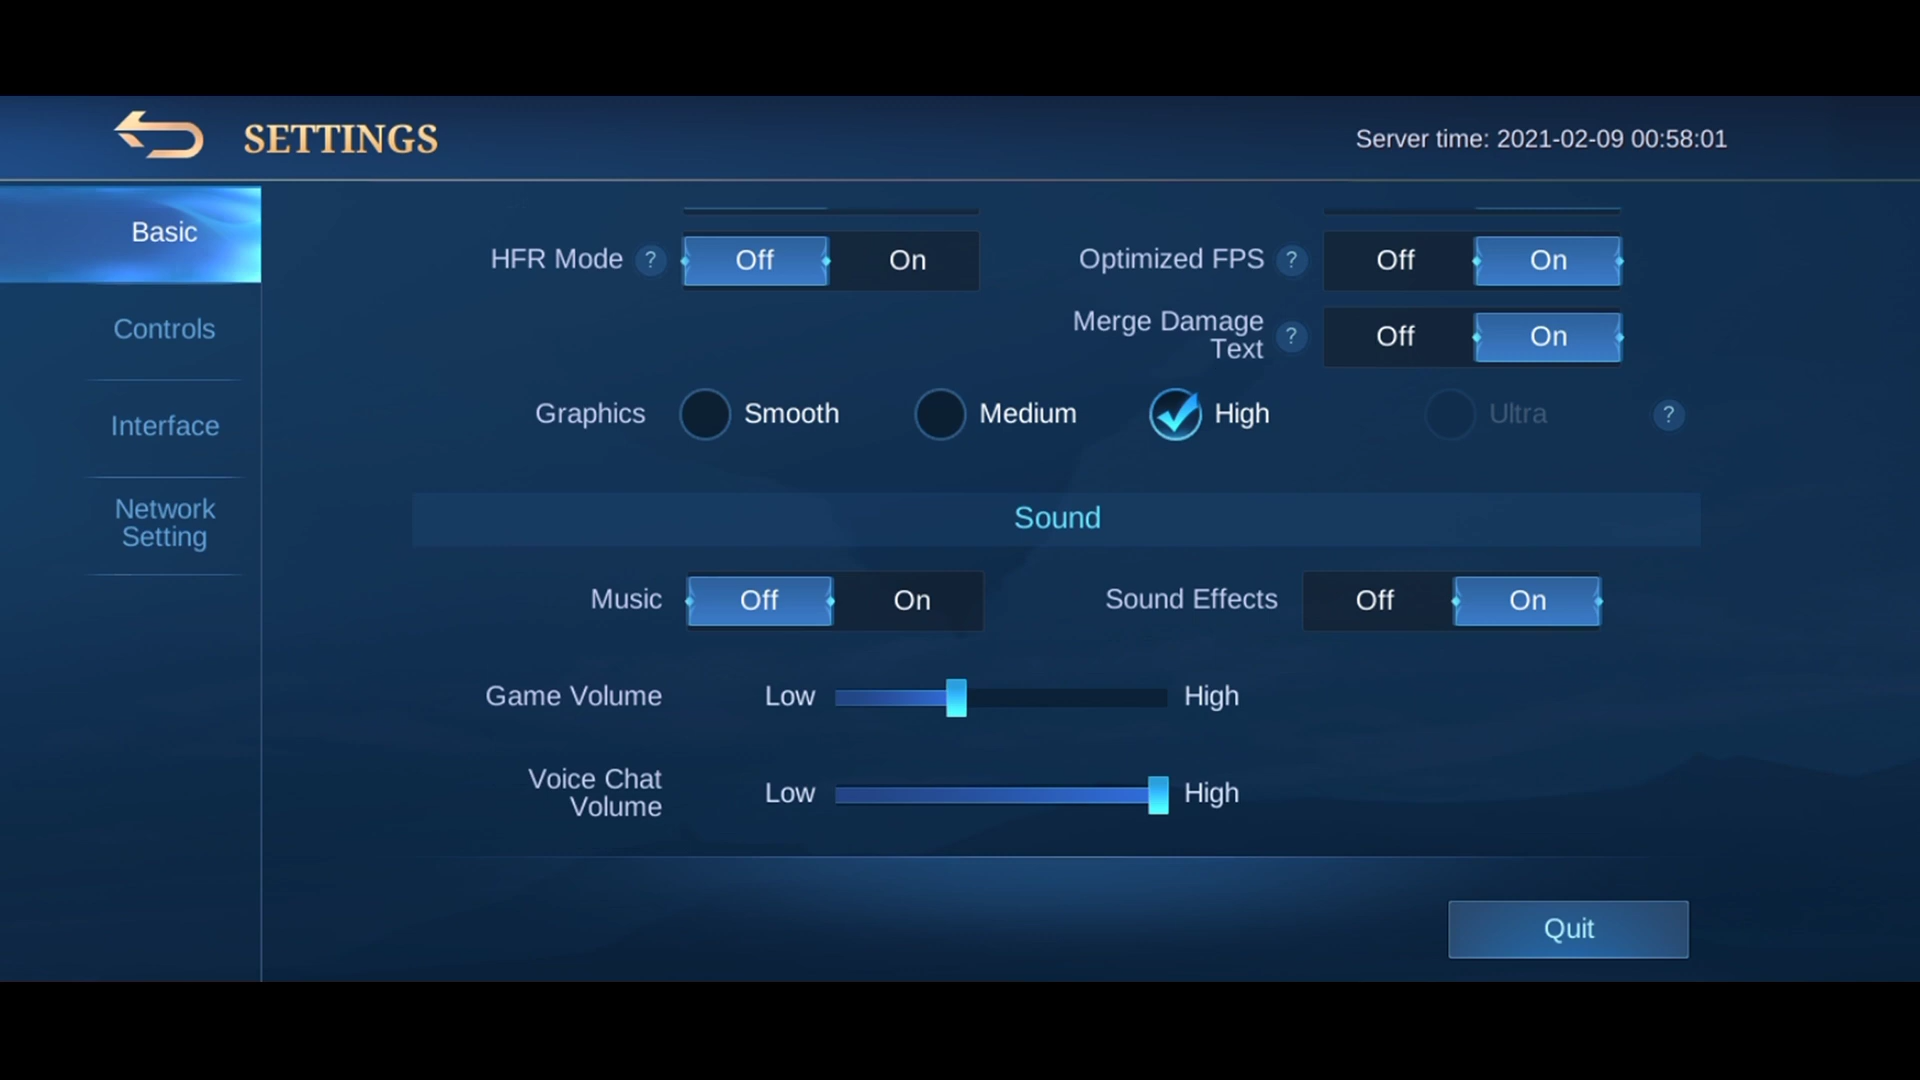 SETTINGS
Server time: 2021-02-09 00:58:01
Basic
Controls
Interface
Network
Setting
HFR Mode ? Off On
Optimized FPS ? Off On
Merge Damage
Text ? Off On
Graphics Smooth Medium High Ultra ?
Sound
Music Off On
Sound Effects Off On
Game Volume Low High
Voice Chat
Volume Low High
Quit